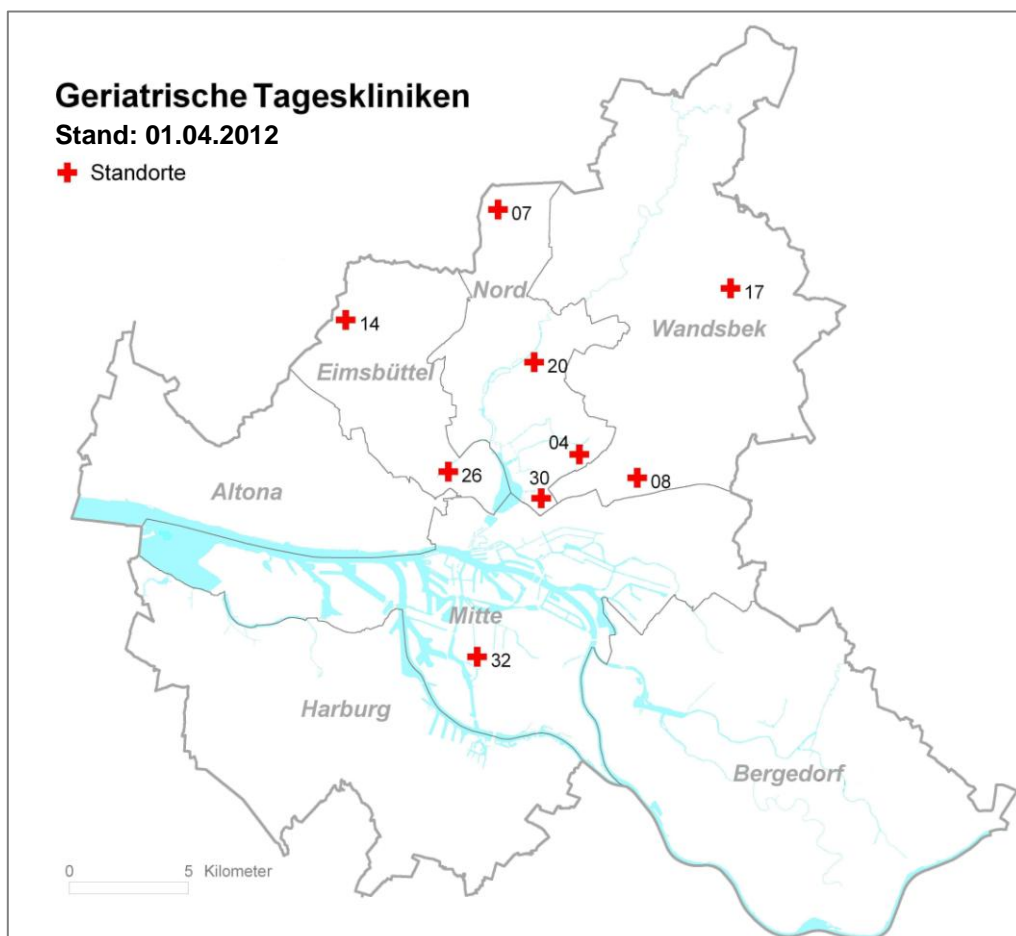 Geriatrische Tageskliniken
Stand: 01.04.2012
Standorte
07
Nord
17
14
Wandsbek
Eimsbüttel
20
04
26
30
08
Altona
Mitte
32
Harburg
Bergedorf
0 5 Kilometer